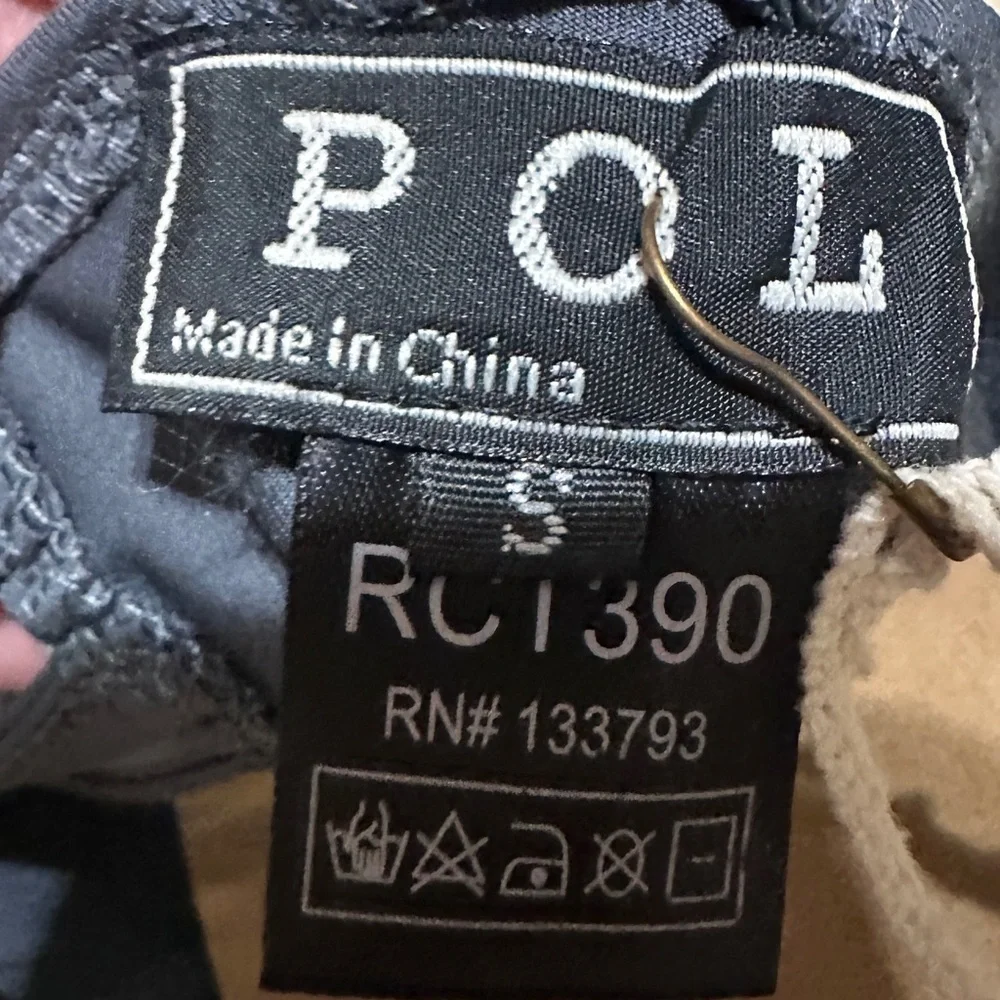 POL
Made in China
S
RCT390
RN# 133793